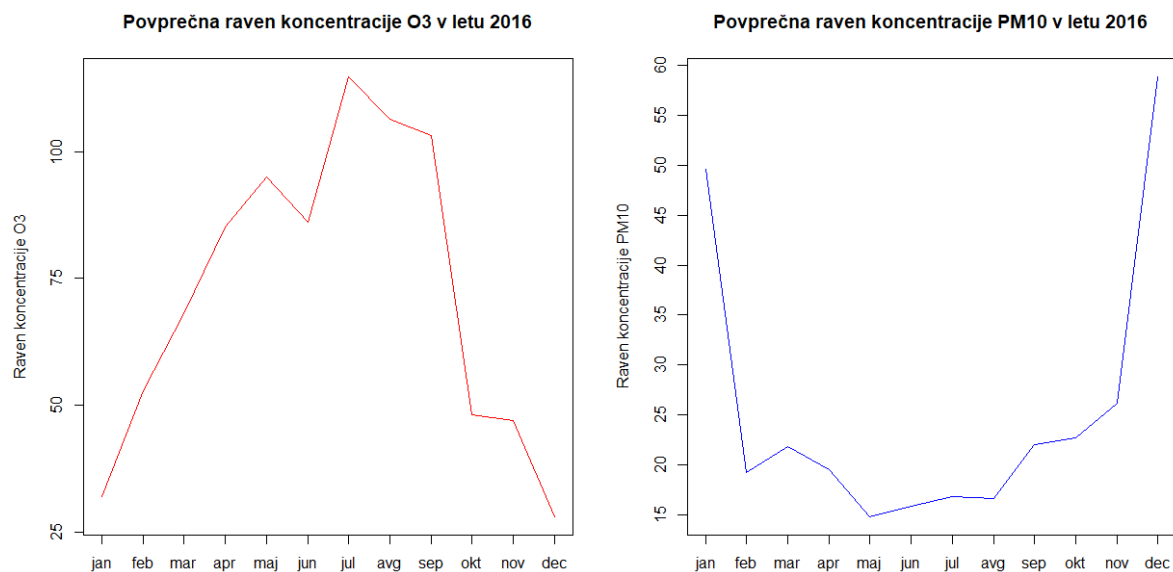 Povprečna raven koncentracije O3 v letu 2016
Raven koncentracije O3
100
75
50
25
jan feb mar apr maj jun jul avg sep okt nov dec
Povprečna raven koncentracije PM10 v letu 2016
Raven koncentracije PM10
60
55
50
45
40
35
30
25
20
15
jan feb mar apr maj jun jul avg sep okt nov dec